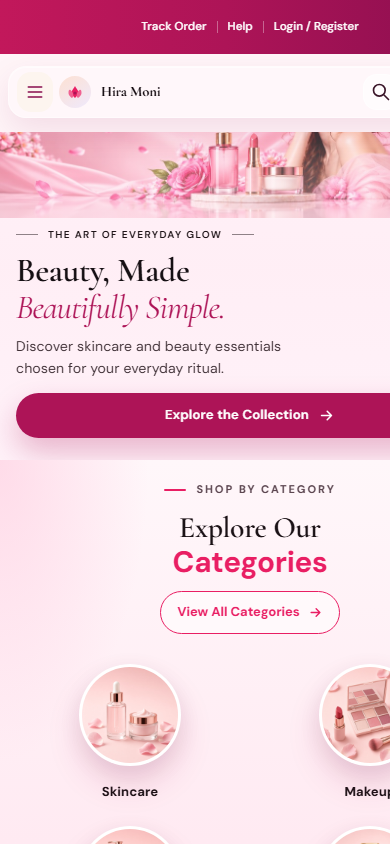 Track Order | Help | Login / Register
Hira Moni
THE ART OF EVERYDAY GLOW
Beauty, Made
Beautifully Simple.
Discover skincare and beauty essentials
chosen for your everyday ritual.
Explore the Collection →
SHOP BY CATEGORY
Explore Our
Categories
View All Categories →
Skincare
Makeup